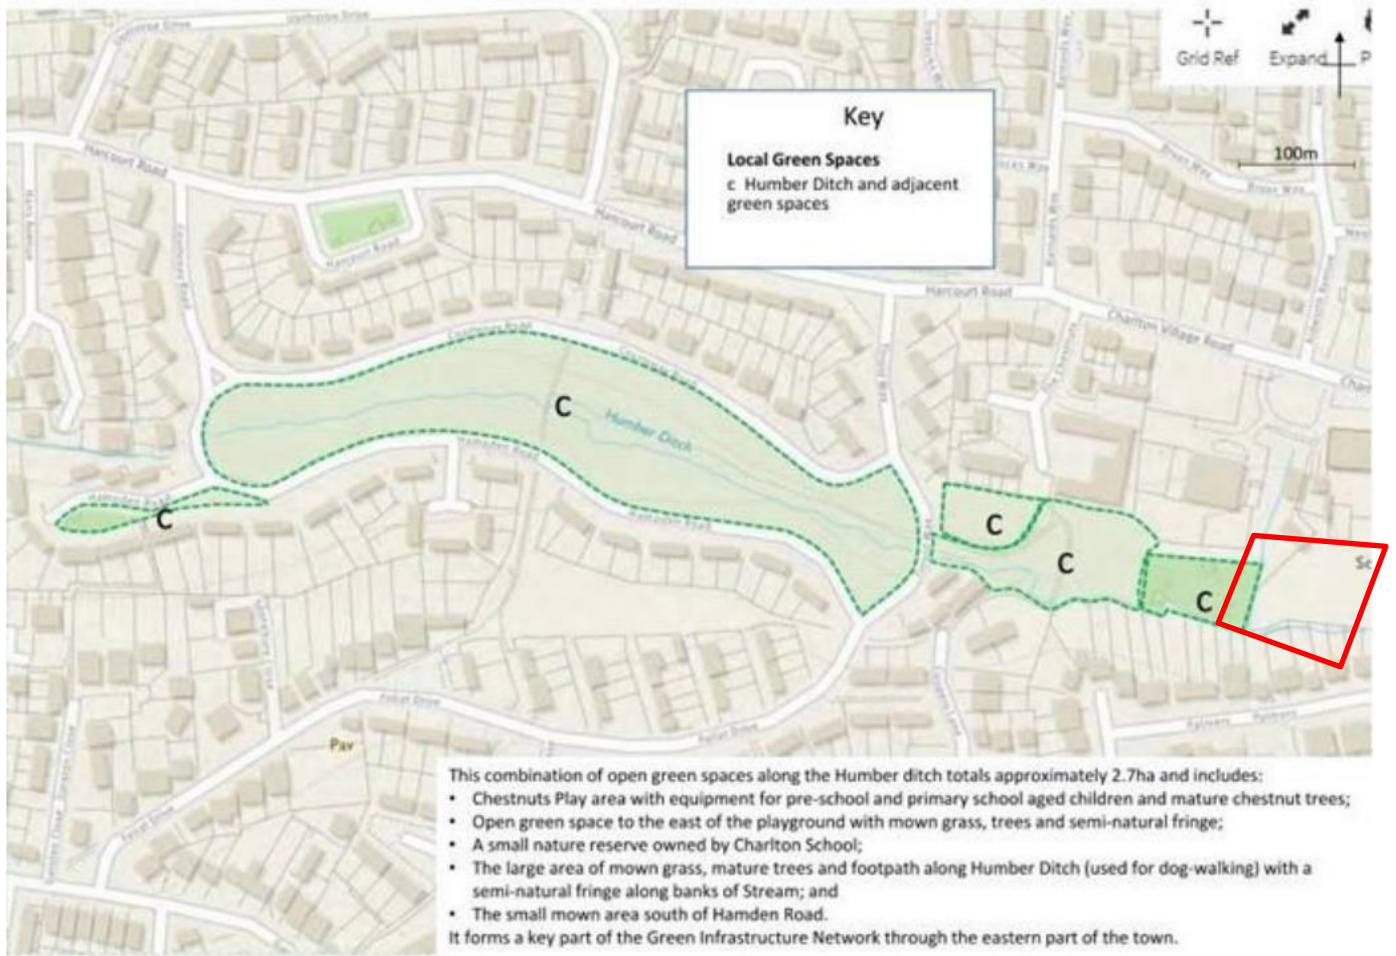 Grid Ref
Expand
P
Key
Local Green Spaces
c Humber Ditch and adjacent
green spaces
100m
Harcourt Road
Harcourt Road
Harcourt Road
Charlton Village Road
C
Humber Ditch
Hamsden Road
Hamsden Road
C
C
C
C
Sc
Pav
This combination of open green spaces along the Humber ditch totals approximately 2.7ha and includes:
• Chestnuts Play area with equipment for pre-school and primary school aged children and mature chestnut trees;
• Open green space to the east of the playground with mown grass, trees and semi-natural fringe;
• A small nature reserve owned by Charlton School;
• The large area of mown grass, mature trees and footpath along Humber Ditch (used for dog-walking) with a
semi-natural fringe along banks of Stream; and
• The small mown area south of Hamden Road.
It forms a key part of the Green Infrastructure Network through the eastern part of the town.